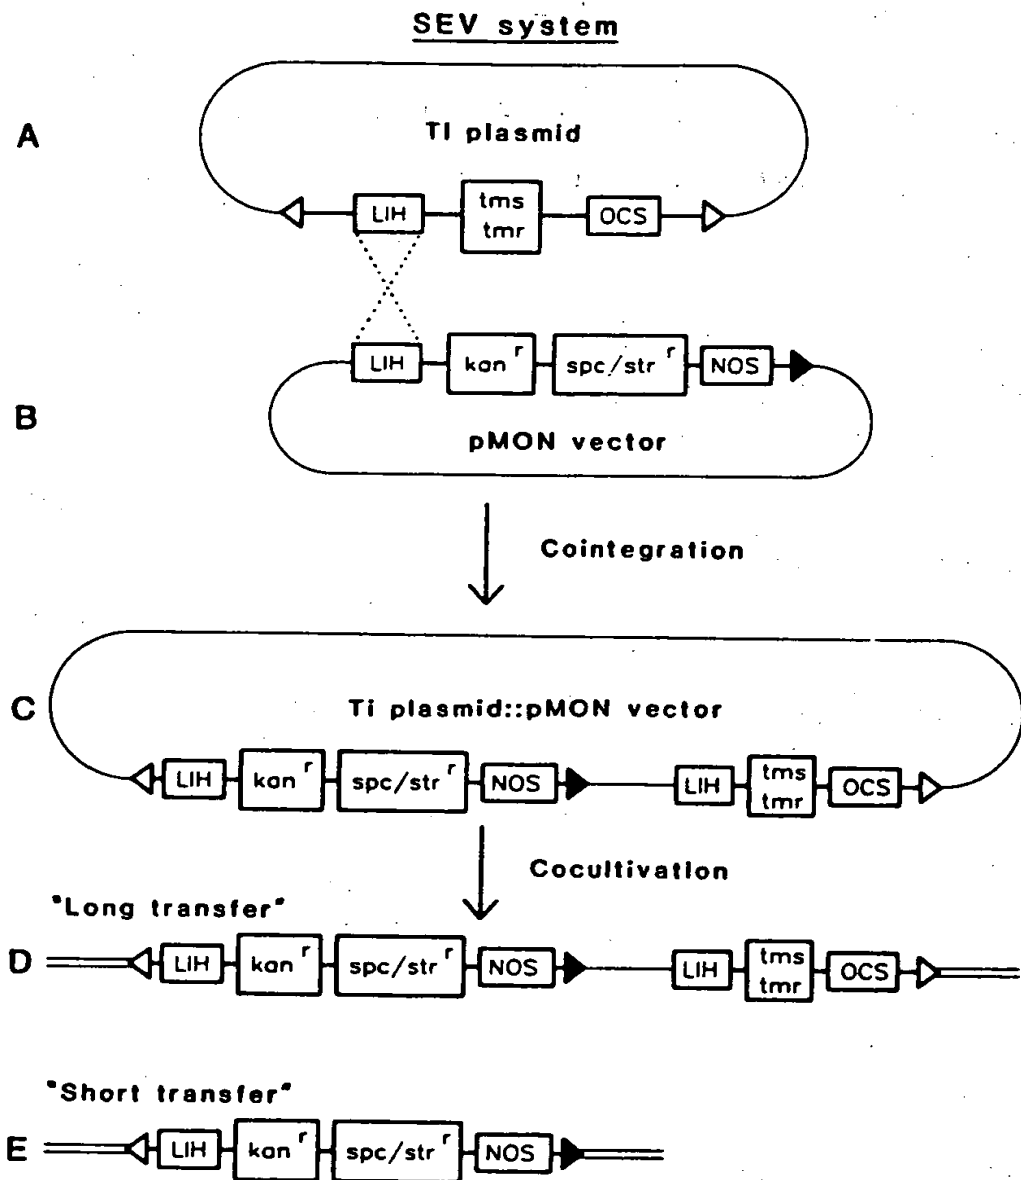 SEV system
A
TI plasmid
LIH
tms
tmr
OCS
LIH
kan r
spc/str r
NOS
B
pMON vector
Cointegration
C
Ti plasmid::pMON vector
LIH
kan r
spc/str r
NOS
LIH
tms
tmr
OCS
Cocultivation
"Long transfer"
D
LIH
kan r
spc/str r
NOS
LIH
tms
tmr
OCS
"Short transfer"
E
LIH
kan r
spc/str r
NOS